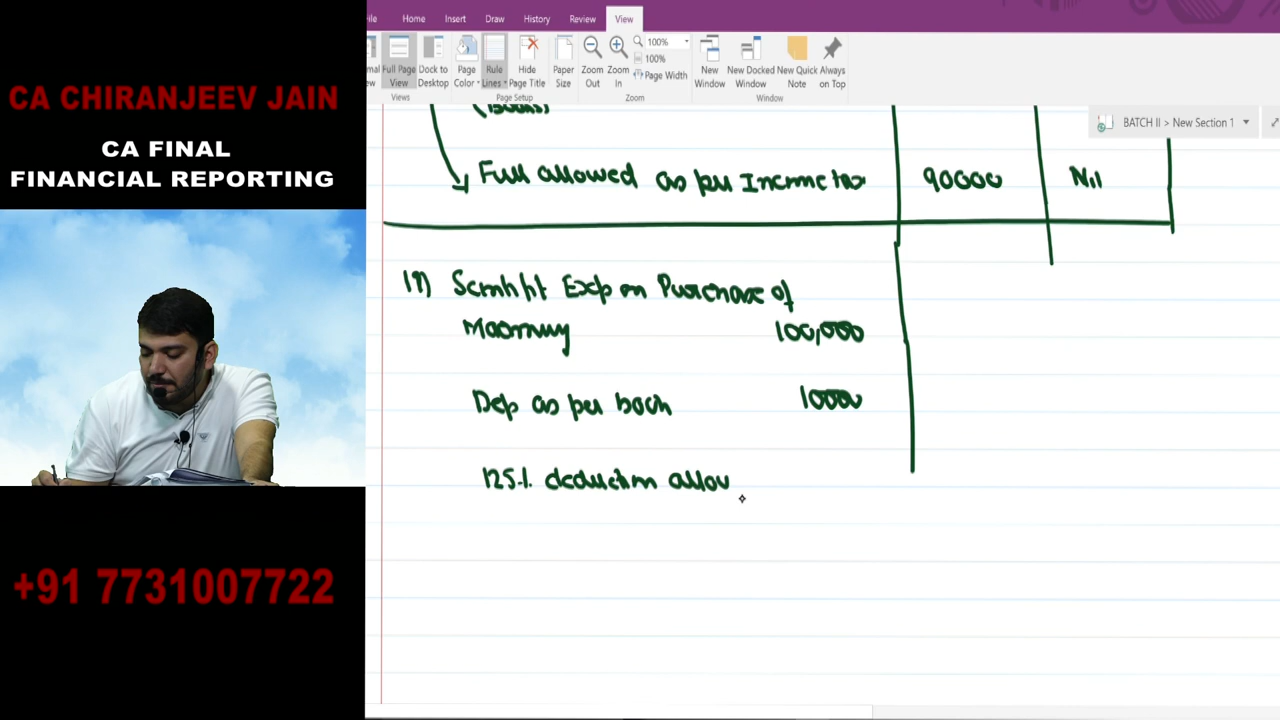 CA CHIRANJEEV JAIN
CA FINAL
FINANCIAL REPORTING
+91 7731007722
Home Insert Draw History Review View
Full Page View
Dock to Desktop
Views
Page Color
Rule Lines
Hide Page Title
Paper Size
Page Setup
Zoom Out
Zoom In
100%
100%
Page Width
Zoom
New Window
New Docked Window
New Quick Note
Always on Top
Window
BATCH II > New Section 1
Full allowed as per Income tax 90000 Nil
Exp on Purchase of
100,000
Dep as per book 10000
125% deduction allow